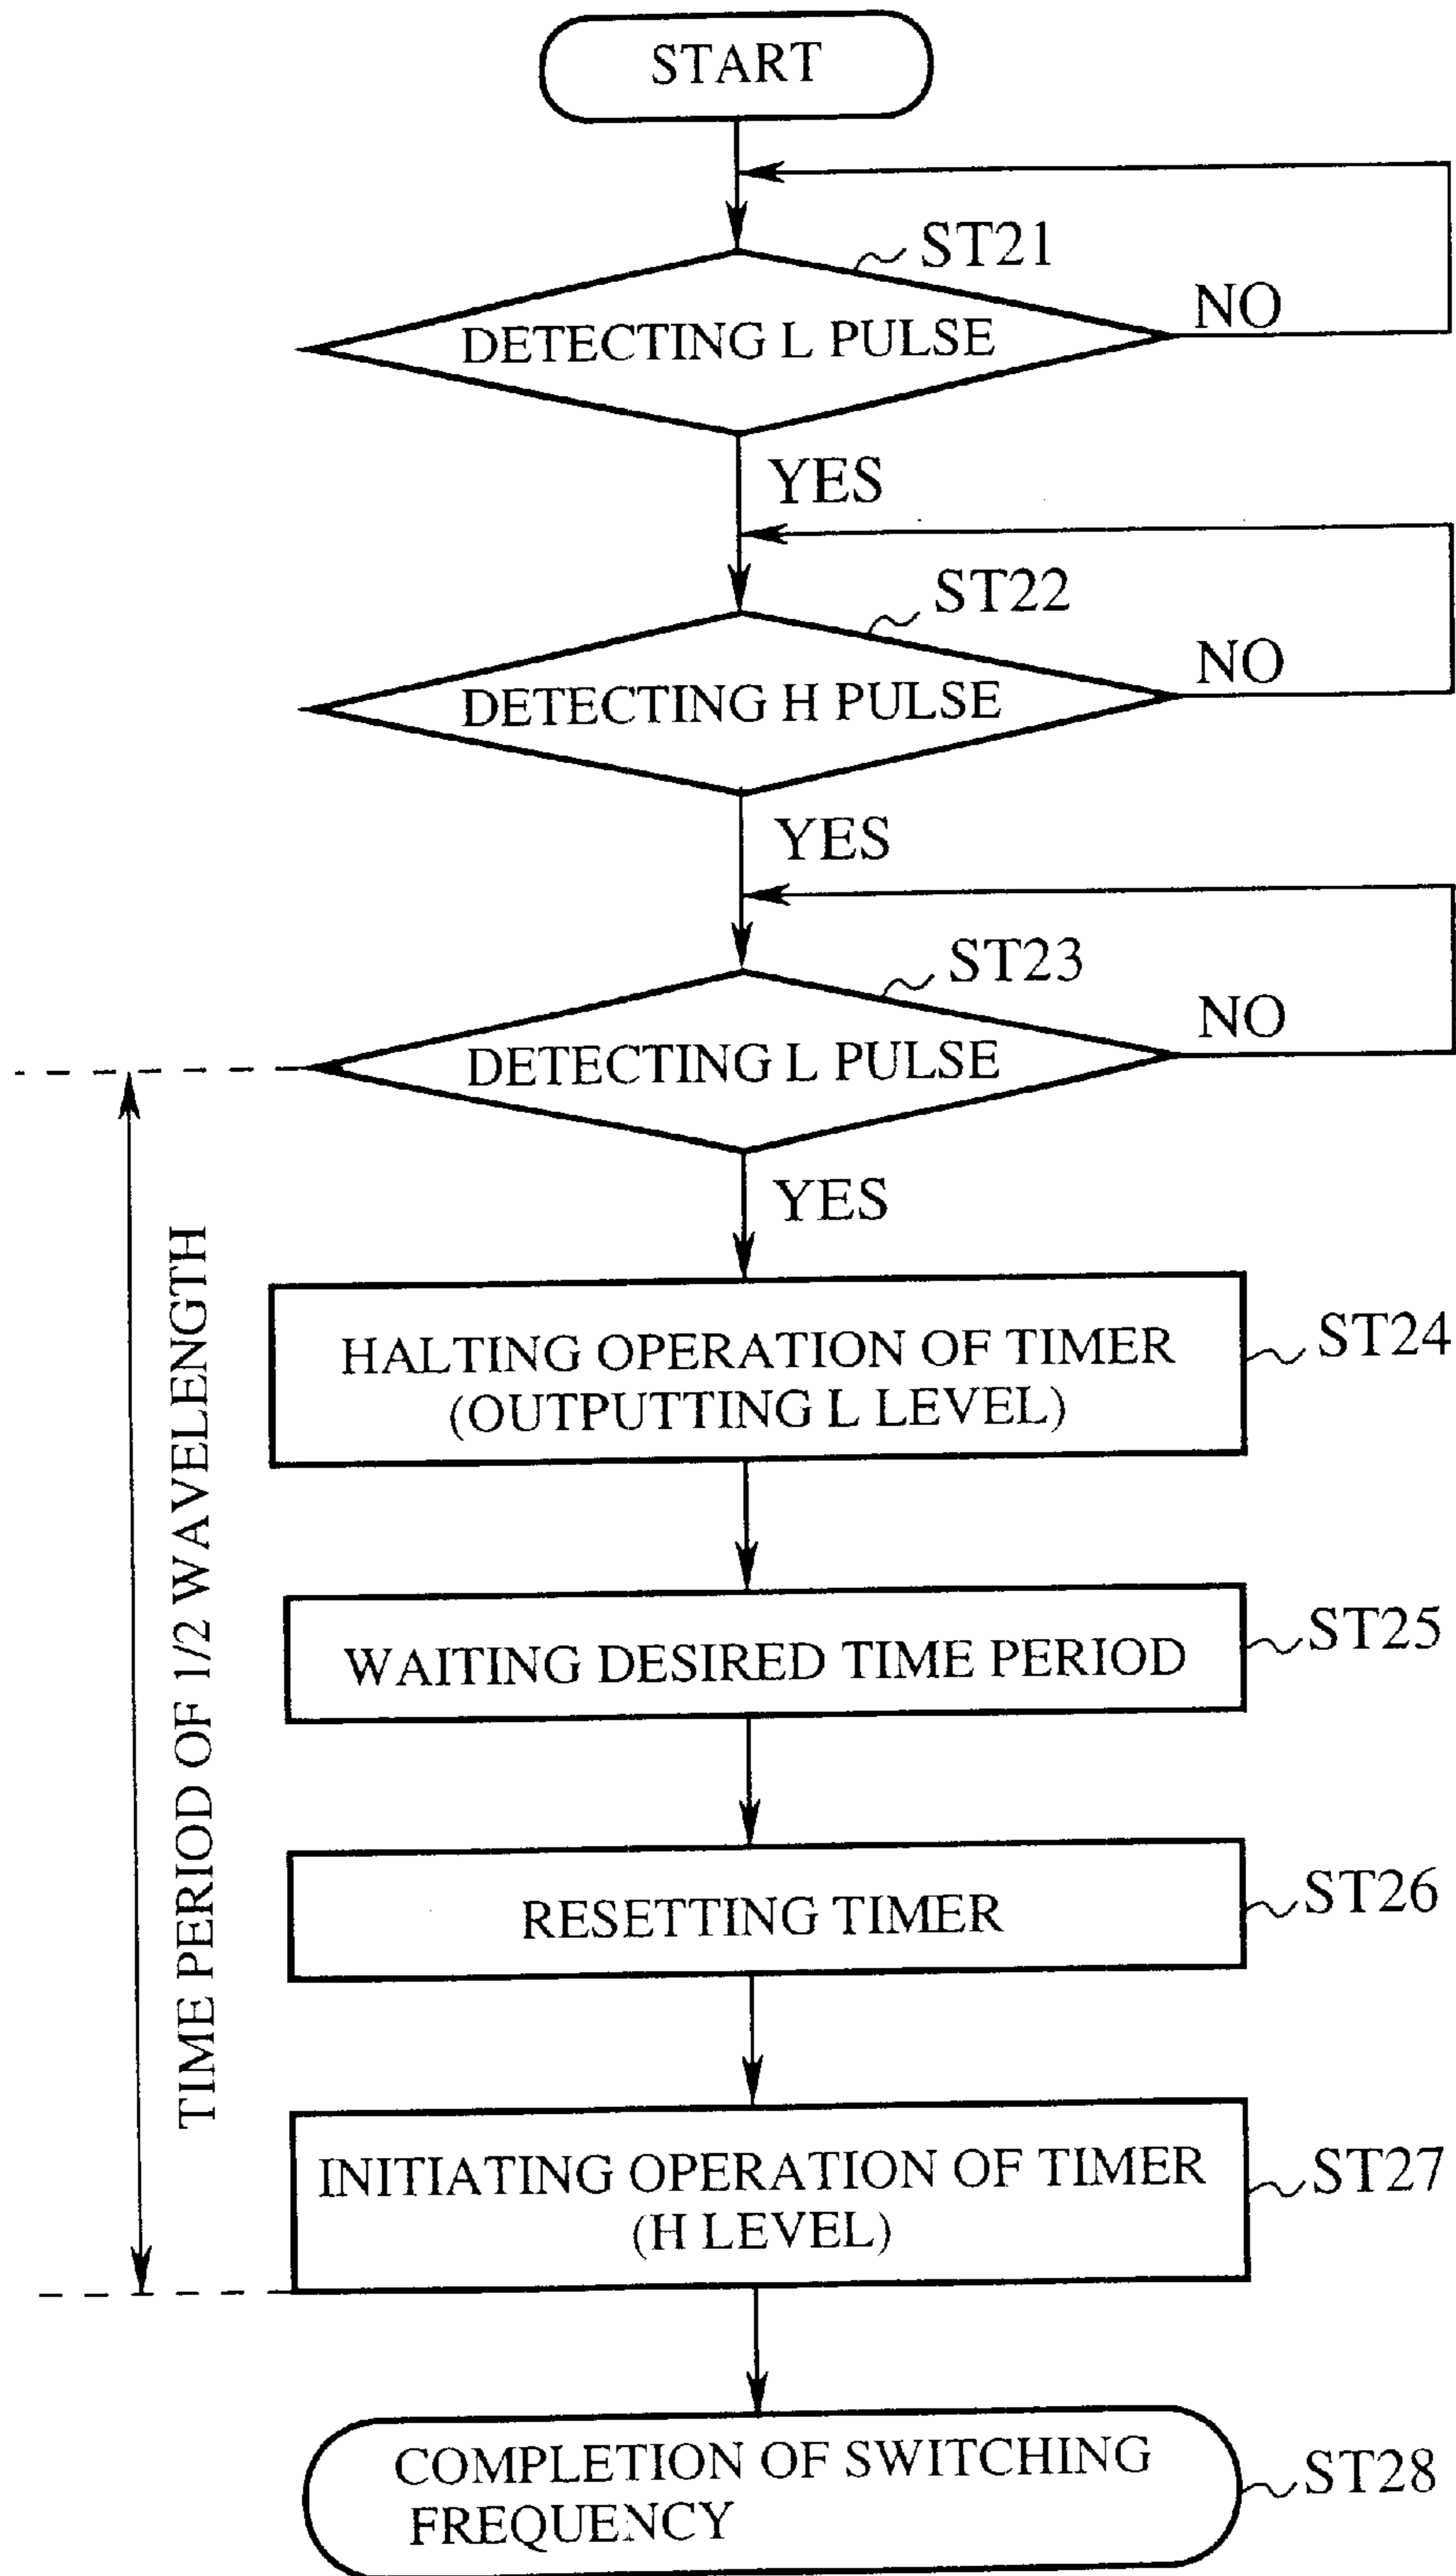 START
ST21
DETECTING L PULSE
NO
YES
ST22
DETECTING H PULSE
NO
YES
ST23
DETECTING L PULSE
NO
YES
TIME PERIOD OF 1/2 WAVELENGTH
HALTING OPERATION OF TIMER
(OUTPUTTING L LEVEL)
ST24
WAITING DESIRED TIME PERIOD
ST25
RESETTING TIMER
ST26
INITIATING OPERATION OF TIMER
(H LEVEL)
ST27
COMPLETION OF SWITCHING
FREQUENCY
ST28